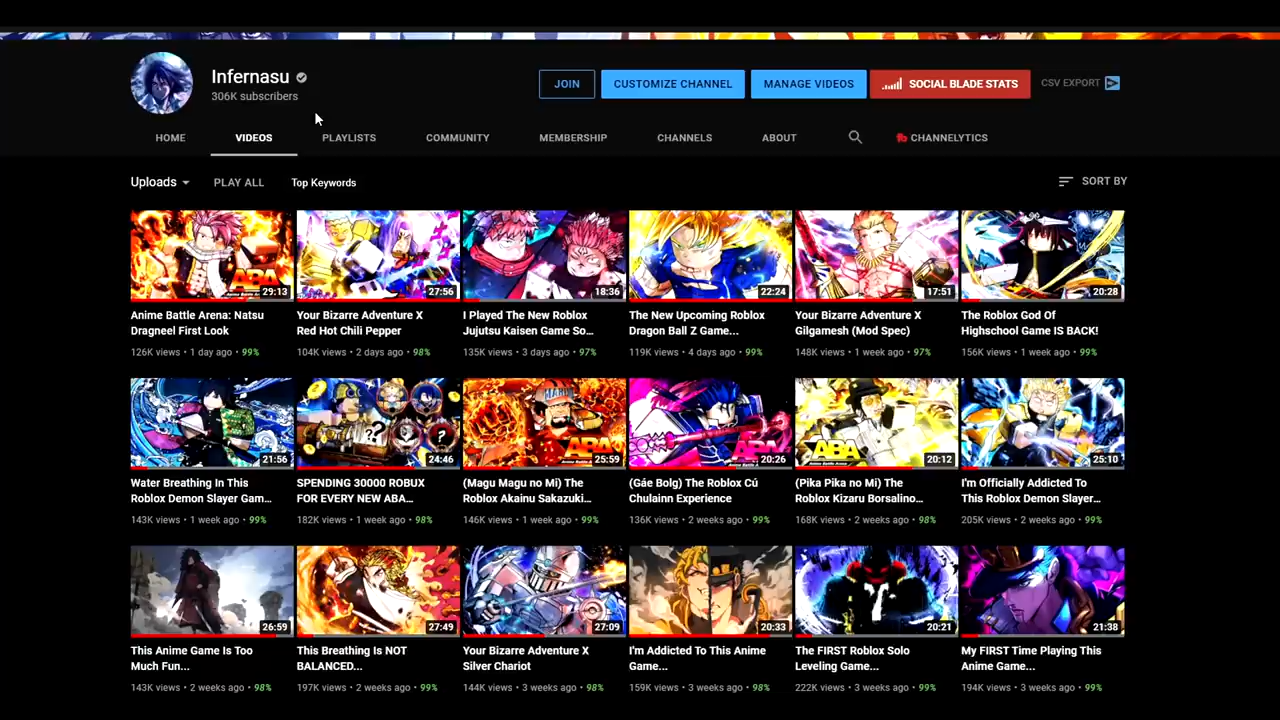 Infernasu
306K subscribers
JOIN
CUSTOMIZE CHANNEL
MANAGE VIDEOS
SOCIAL BLADE STATS
CSV EXPORT
HOME
VIDEOS
PLAYLISTS
COMMUNITY
MEMBERSHIP
CHANNELS
ABOUT
CHANNELYTICS
Uploads
PLAY ALL
Top Keywords
SORT BY
ABA
29:13
Anime Battle Arena: Natsu
Dragneel First Look
126K views • 1 day ago • 99%
27:56
Your Bizarre Adventure X
Red Hot Chili Pepper
104K views • 2 days ago • 98%
18:36
I Played The New Roblox
Jujutsu Kaisen Game So...
135K views • 3 days ago • 97%
22:24
The New Upcoming Roblox
Dragon Ball Z Game...
119K views • 4 days ago • 99%
17:51
Your Bizarre Adventure X
Gilgamesh (Mod Spec)
148K views • 1 week ago • 97%
20:28
The Roblox God Of
Highschool Game IS BACK!
156K views • 1 week ago • 99%
21:56
Water Breathing In This
Roblox Demon Slayer Gam...
143K views • 1 week ago • 99%
??
?
24:46
SPENDING 30000 ROBUX
FOR EVERY NEW ABA...
182K views • 1 week ago • 98%
ABA
25:59
(Magu Magu no Mi) The
Roblox Akainu Sakazuki...
146K views • 1 week ago • 99%
ABA
20:26
(Gáe Bolg) The Roblox Cú
Chulainn Experience
136K views • 2 weeks ago • 99%
ABA
Anime Battle Arena
20:12
(Pika Pika no Mi) The
Roblox Kizaru Borsalino...
168K views • 2 weeks ago • 98%
25:10
I'm Officially Addicted To
This Roblox Demon Slayer...
205K views • 2 weeks ago • 99%
26:59
This Anime Game Is Too
Much Fun...
143K views • 2 weeks ago • 98%
27:49
This Breathing Is NOT
BALANCED...
197K views • 2 weeks ago • 99%
27:09
Your Bizarre Adventure X
Silver Chariot
144K views • 3 weeks ago • 98%
20:33
I'm Addicted To This Anime
Game...
159K views • 3 weeks ago • 98%
20:21
The FIRST Roblox Solo
Leveling Game...
222K views • 3 weeks ago • 99%
21:38
My FIRST Time Playing This
Anime Game...
194K views • 3 weeks ago • 99%